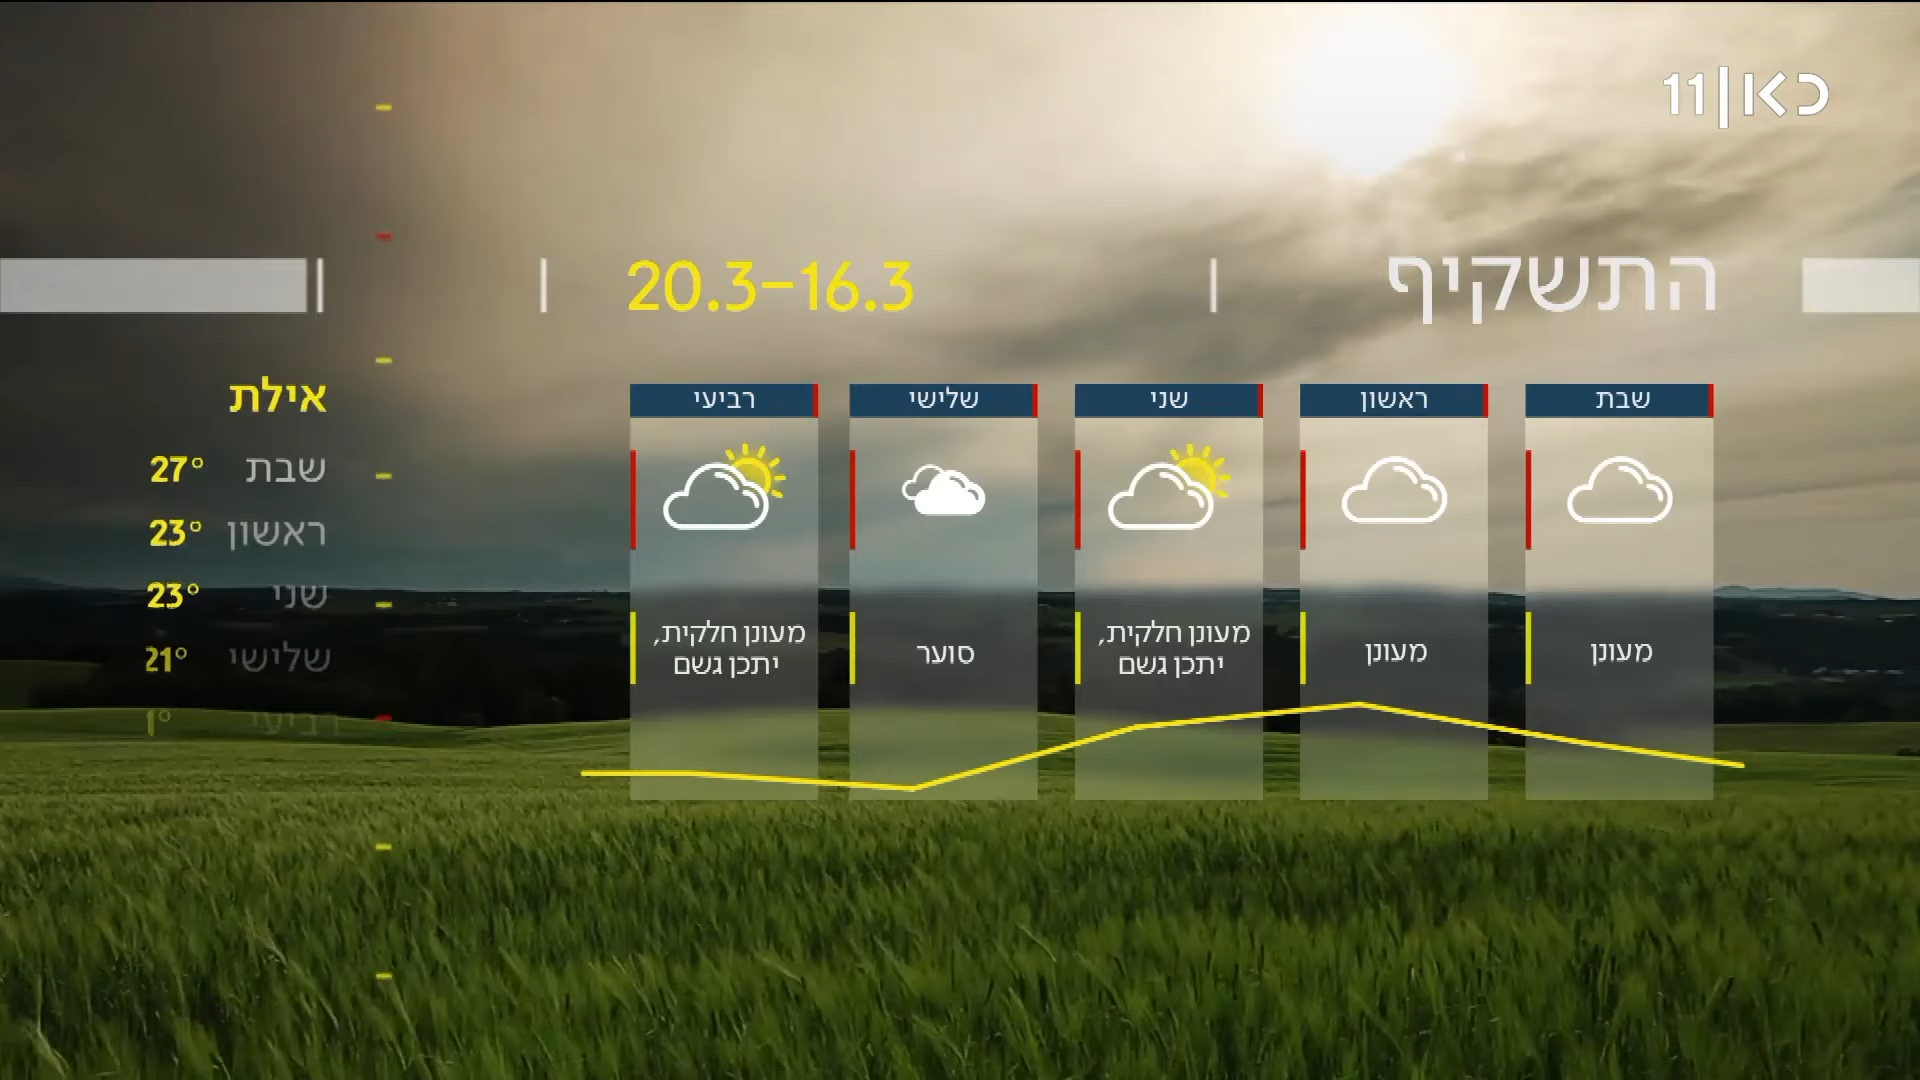 כאן|11
התשקיף
20.3-16.3
שבת
ראשון
שני
שלישי
רביעי
מעונן
מעונן
מעונן חלקית,
יתכן גשם
סוער
מעונן חלקית,
יתכן גשם
אילת
שבת 27°
ראשון 23°
שני 23°
שלישי 21°
רביעי